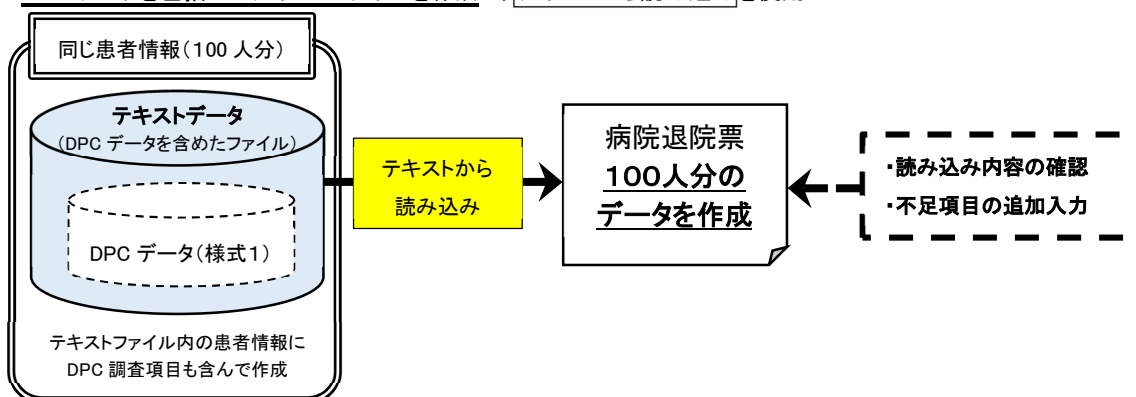 同じ患者情報(100 人分)
テキストデータ
(DPC データを含めたファイル)
DPC データ(様式1)
テキストファイル内の患者情報に
DPC 調査項目も含んで作成
テキストから
読み込み
病院退院票
100人分の
データを作成
・読み込み内容の確認
・不足項目の追加入力